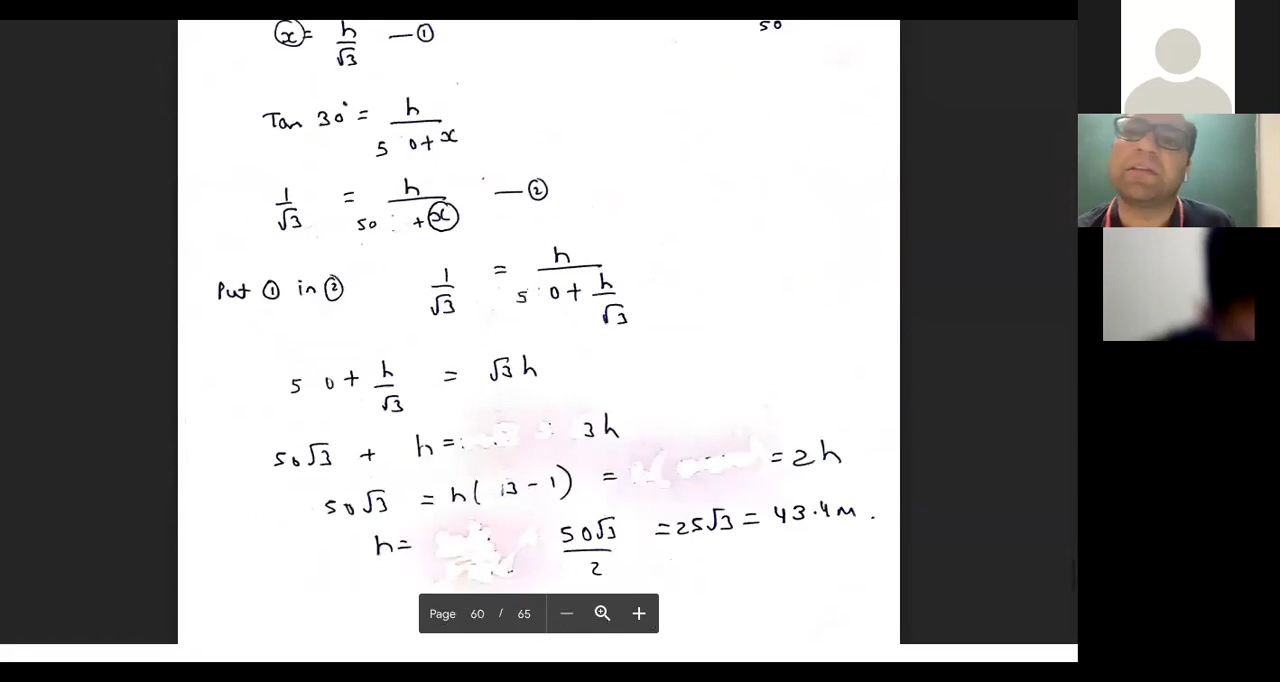 x = h/√3 —①
50
Tan 30° = h/50+x
1/√3 = h/50+x —②
Put ① in ② 1/√3 = h/50+h/√3
50+h/√3 = √3h
50√3 + h = 3h
50√3 = h(3-1) = = 2h
h = 50√3/2 = 25√3 = 43.4m.
Page 60 / 65